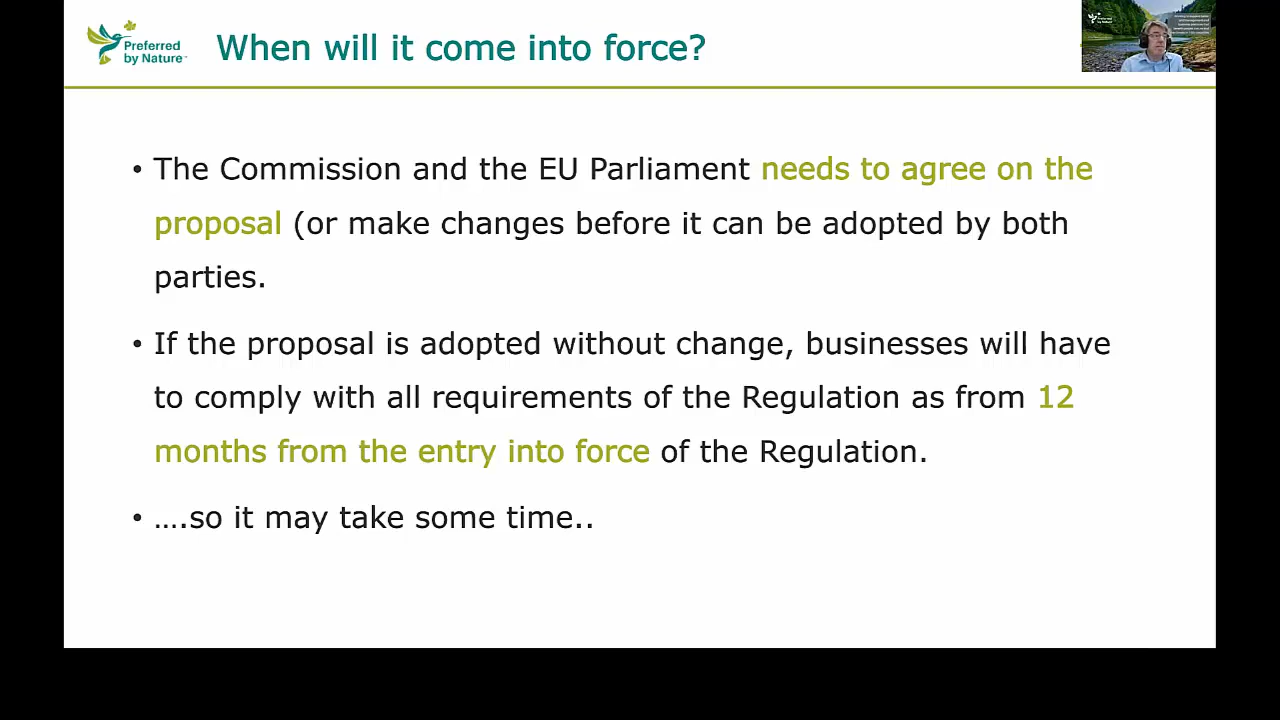 Preferred
by Nature™
When will it come into force?
• The Commission and the EU Parliament needs to agree on the
proposal (or make changes before it can be adopted by both
parties.
• If the proposal is adopted without change, businesses will have
to comply with all requirements of the Regulation as from 12
months from the entry into force of the Regulation.
• ….so it may take some time..